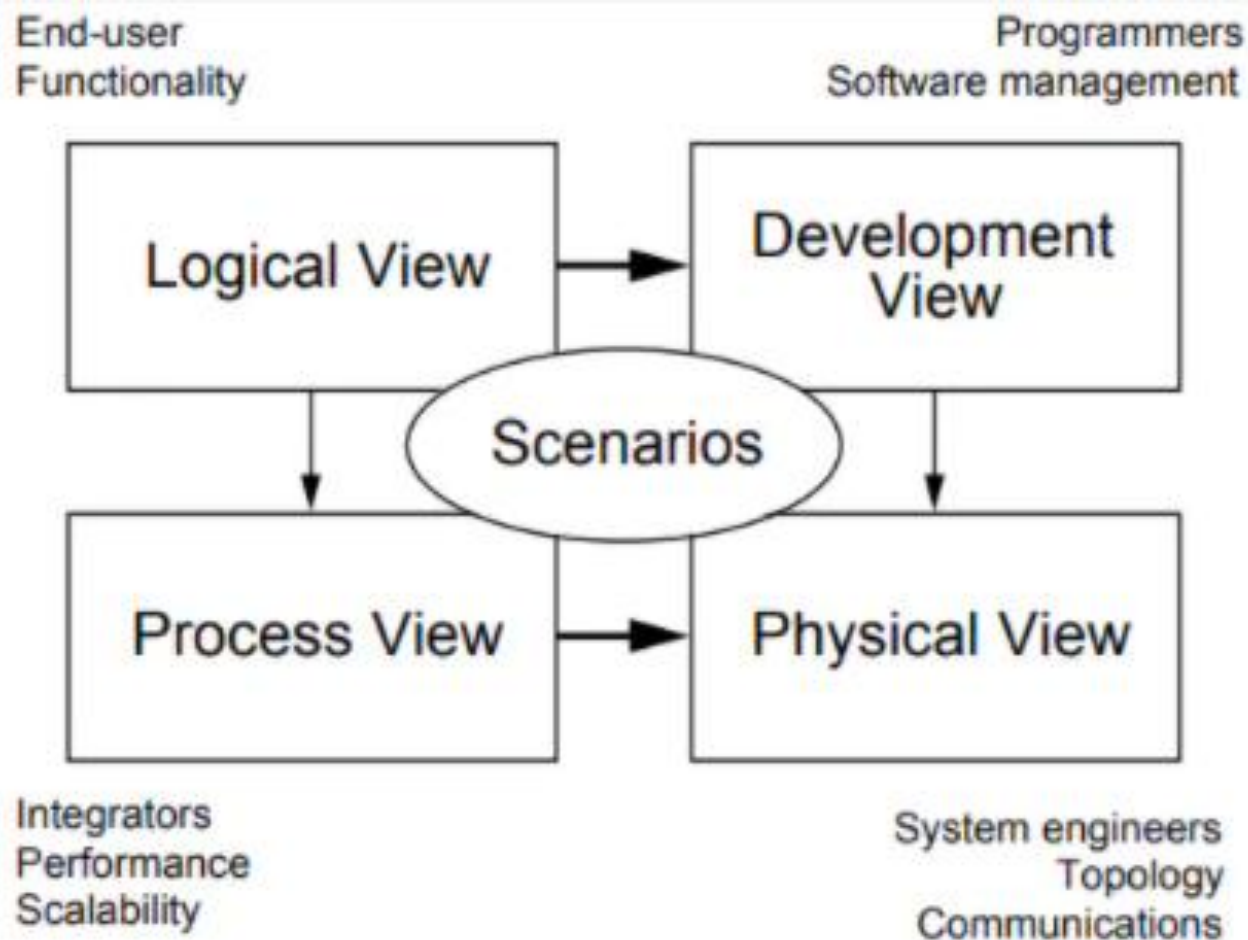 End-user
Functionality
Programmers
Software management
Logical View
Development
View
Scenarios
Process View
Physical View
Integrators
Performance
Scalability
System engineers
Topology
Communications